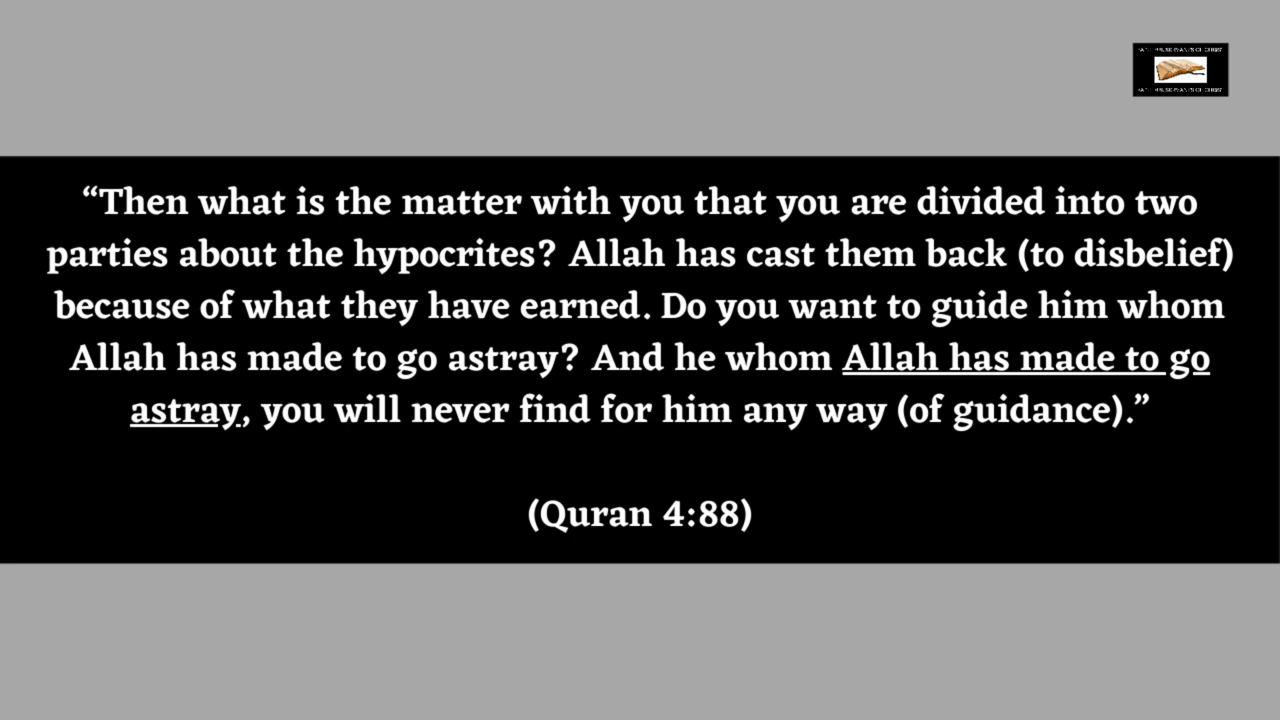 “Then what is the matter with you that you are divided into two
parties about the hypocrites? Allah has cast them back (to disbelief)
because of what they have earned. Do you want to guide him whom
Allah has made to go astray? And he whom Allah has made to go
astray, you will never find for him any way (of guidance).”
(Quran 4:88)